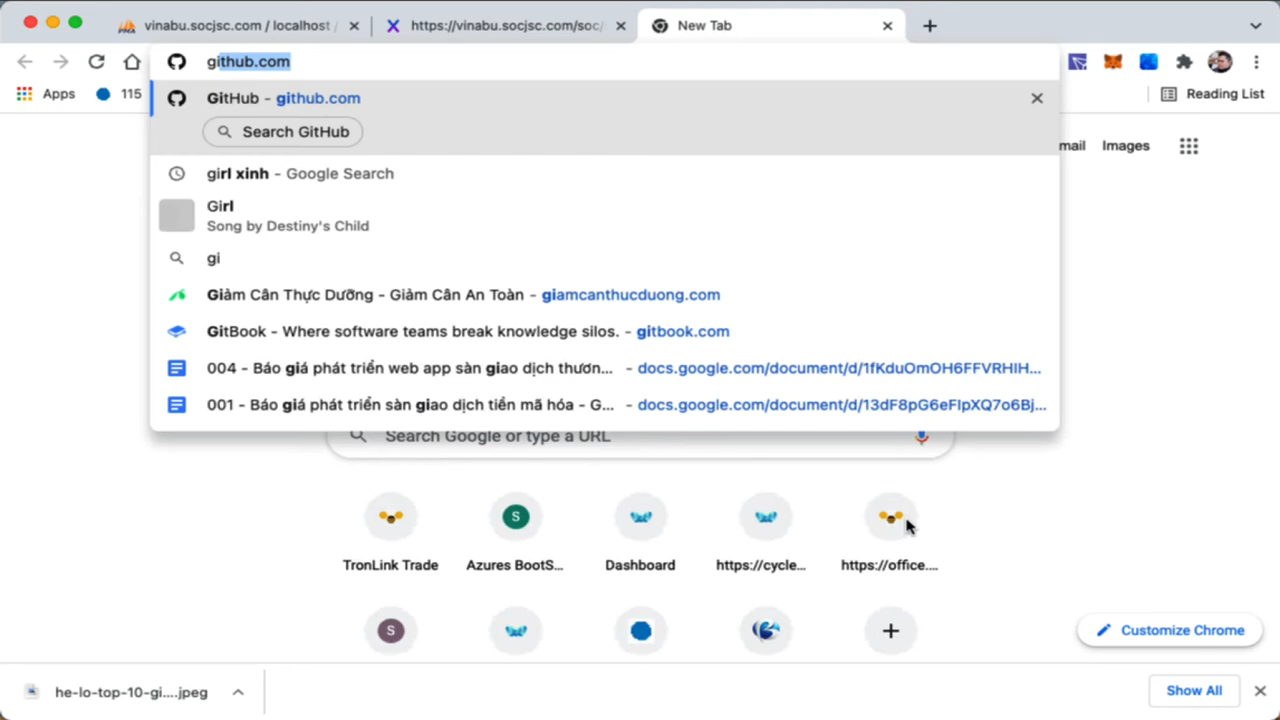 vinabu.socjsc.com / localhost /
https://vinabu.socjsc.com/soc/
New Tab
github.com
Apps
115
Reading List
GitHub - github.com
Search GitHub
mail
Images
girl xinh - Google Search
Girl
Song by Destiny's Child
gi
Giảm Cân Thực Dưỡng - Giảm Cân An Toàn - giamcanthucduong.com
GitBook - Where software teams break knowledge silos. - gitbook.com
004 - Báo giá phát triển web app sàn giao dịch thươn... - docs.google.com/document/d/1fKduOmOH6FFVRHIH...
001 - Báo giá phát triển sàn giao dịch tiền mã hóa - G... - docs.google.com/document/d/13dF8pG6eFIpXQ7o6Bj...
Search Google or type a URL
S
TronLink Trade
Azures BootS...
Dashboard
https://cycle...
https://office....
S
Customize Chrome
he-lo-top-10-gi....jpeg
Show All